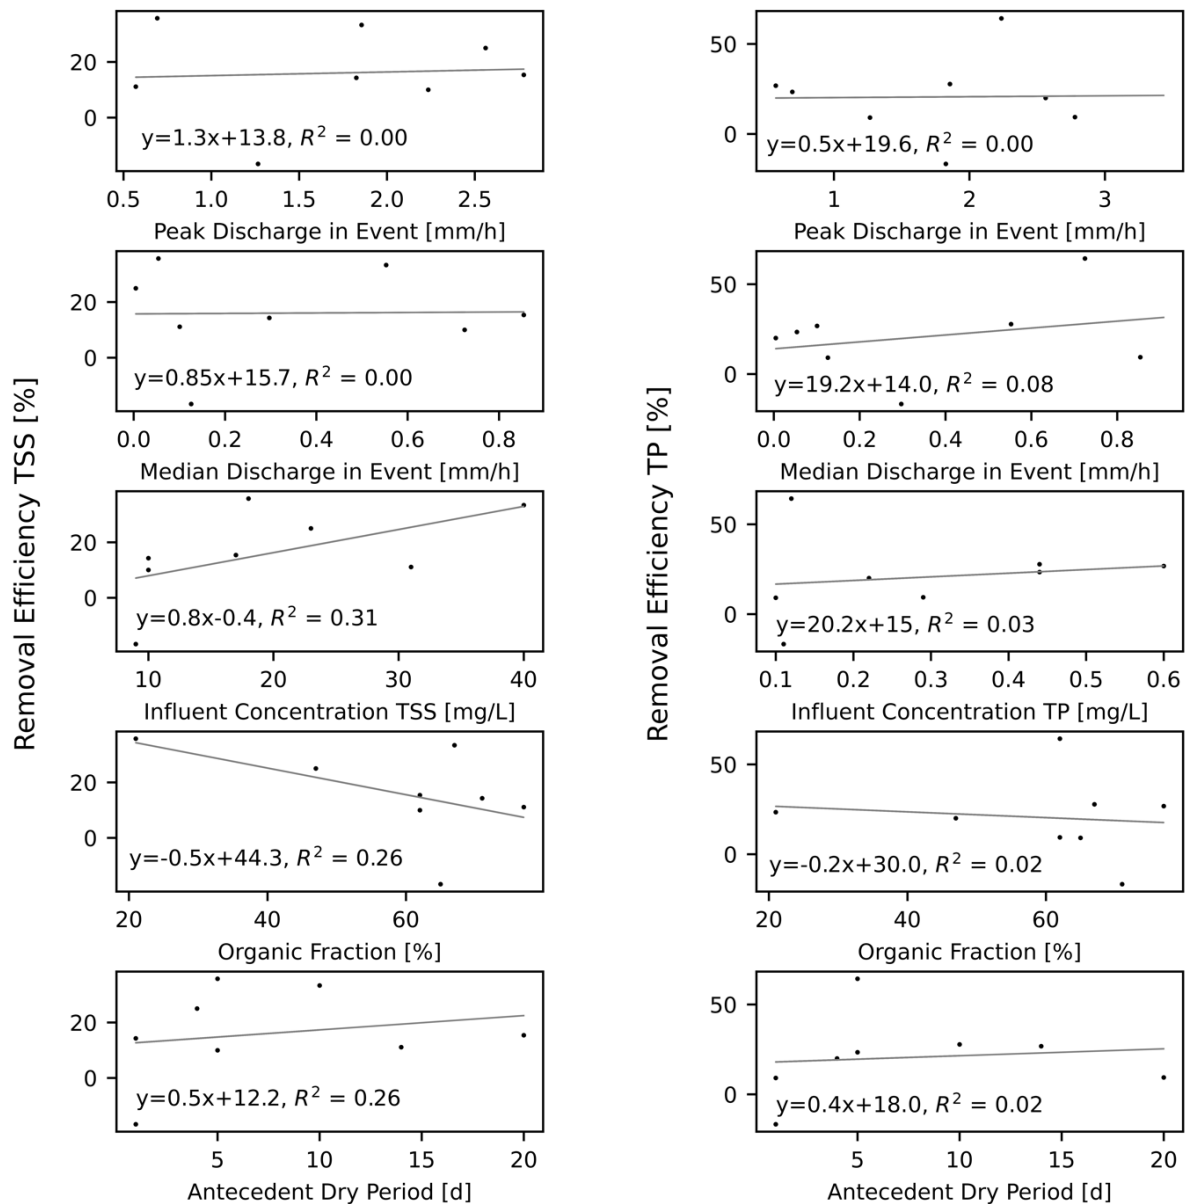 Removal Efficiency TSS [%]
20
0
y=1.3x+13.8, R² = 0.00
0.5 1.0 1.5 2.0 2.5
Peak Discharge in Event [mm/h]
20
0
y=0.85x+15.7, R² = 0.00
0.0 0.2 0.4 0.6 0.8
Median Discharge in Event [mm/h]
20
0
y=0.8x-0.4, R² = 0.31
10 20 30 40
Influent Concentration TSS [mg/L]
20
0
y=-0.5x+44.3, R² = 0.26
20 40 60
Organic Fraction [%]
20
0
y=0.5x+12.2, R² = 0.26
5 10 15 20
Antecedent Dry Period [d]
Removal Efficiency TP [%]
50
0
y=0.5x+19.6, R² = 0.00
1 2 3
Peak Discharge in Event [mm/h]
50
0
y=19.2x+14.0, R² = 0.08
0.0 0.2 0.4 0.6 0.8
Median Discharge in Event [mm/h]
50
0
y=20.2x+15, R² = 0.03
0.1 0.2 0.3 0.4 0.5 0.6
Influent Concentration TP [mg/L]
50
0
y=-0.2x+30.0, R² = 0.02
20 40 60
Organic Fraction [%]
50
0
y=0.4x+18.0, R² = 0.02
5 10 15 20
Antecedent Dry Period [d]